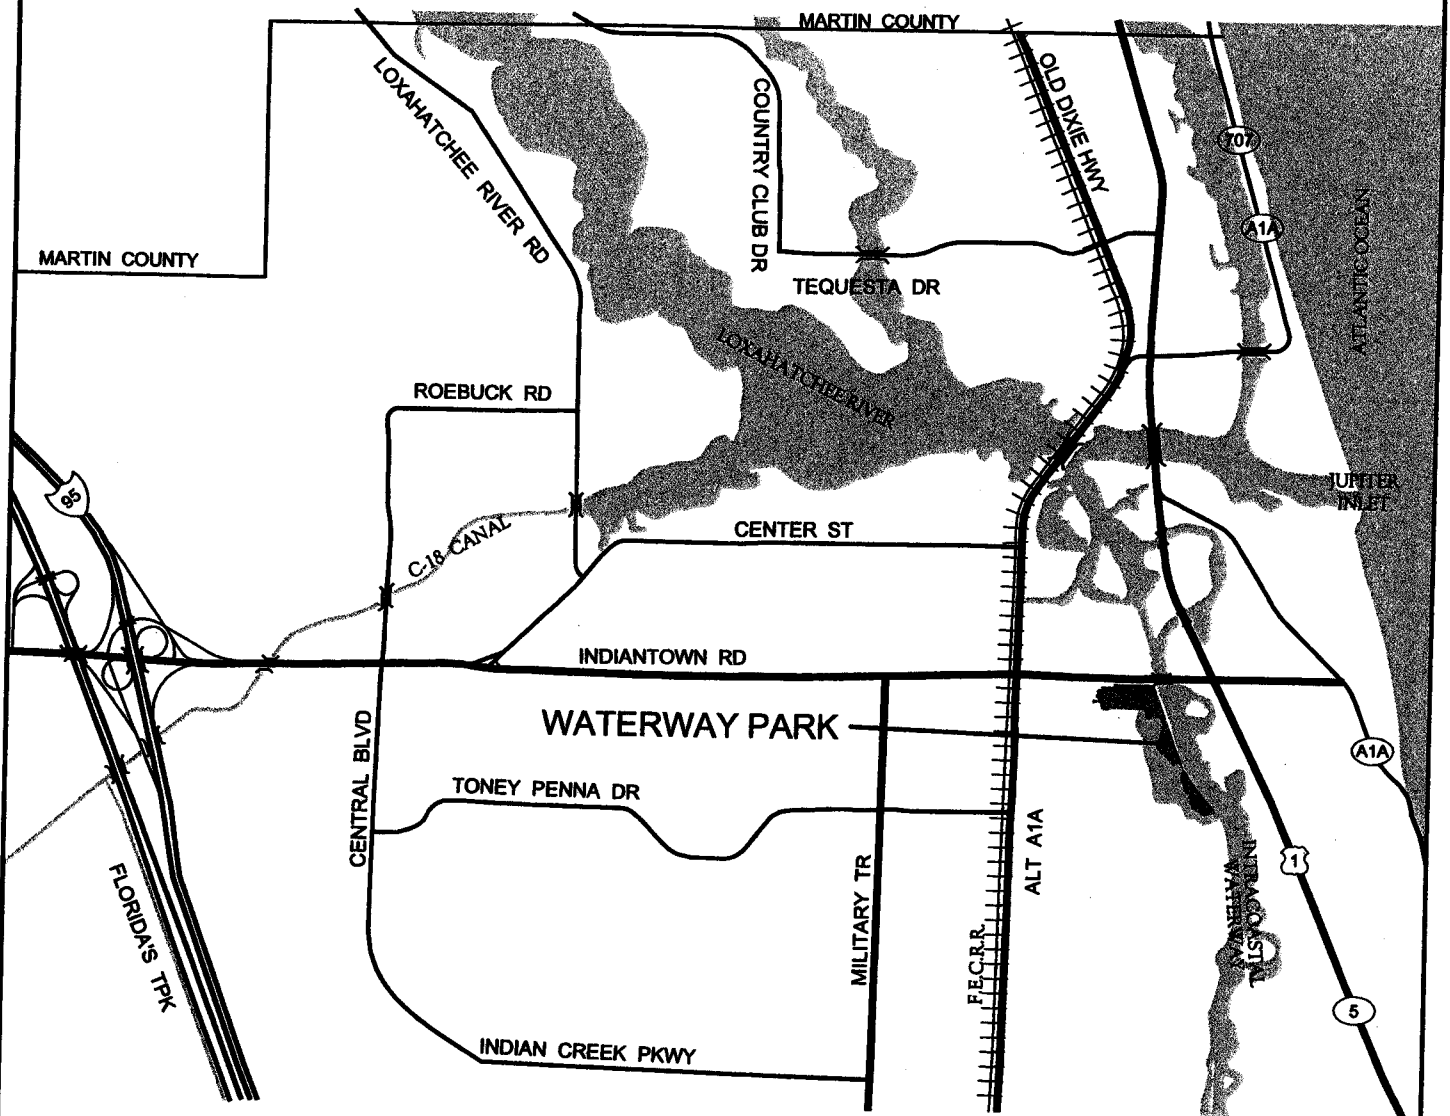 MARTIN COUNTY
LOXAHATCHEE RIVER RD
COUNTRY CLUB DR
OLD DIXIE HWY
707
A1A
ATLANTIC OCEAN
MARTIN COUNTY
TEQUESTA DR
LOXAHATCHEE RIVER
ROEBUCK RD
95
JUPITER
INLET
C-18 CANAL
CENTER ST
INDIANTOWN RD
WATERWAY PARK
CENTRAL BLVD
A1A
TONEY PENNA DR
ALT A1A
MILITARY TR
1
INTRACOASTAL
WATERWAY
FLORIDA'S TPK
F.E.C.R.R.
5
INDIAN CREEK PKWY